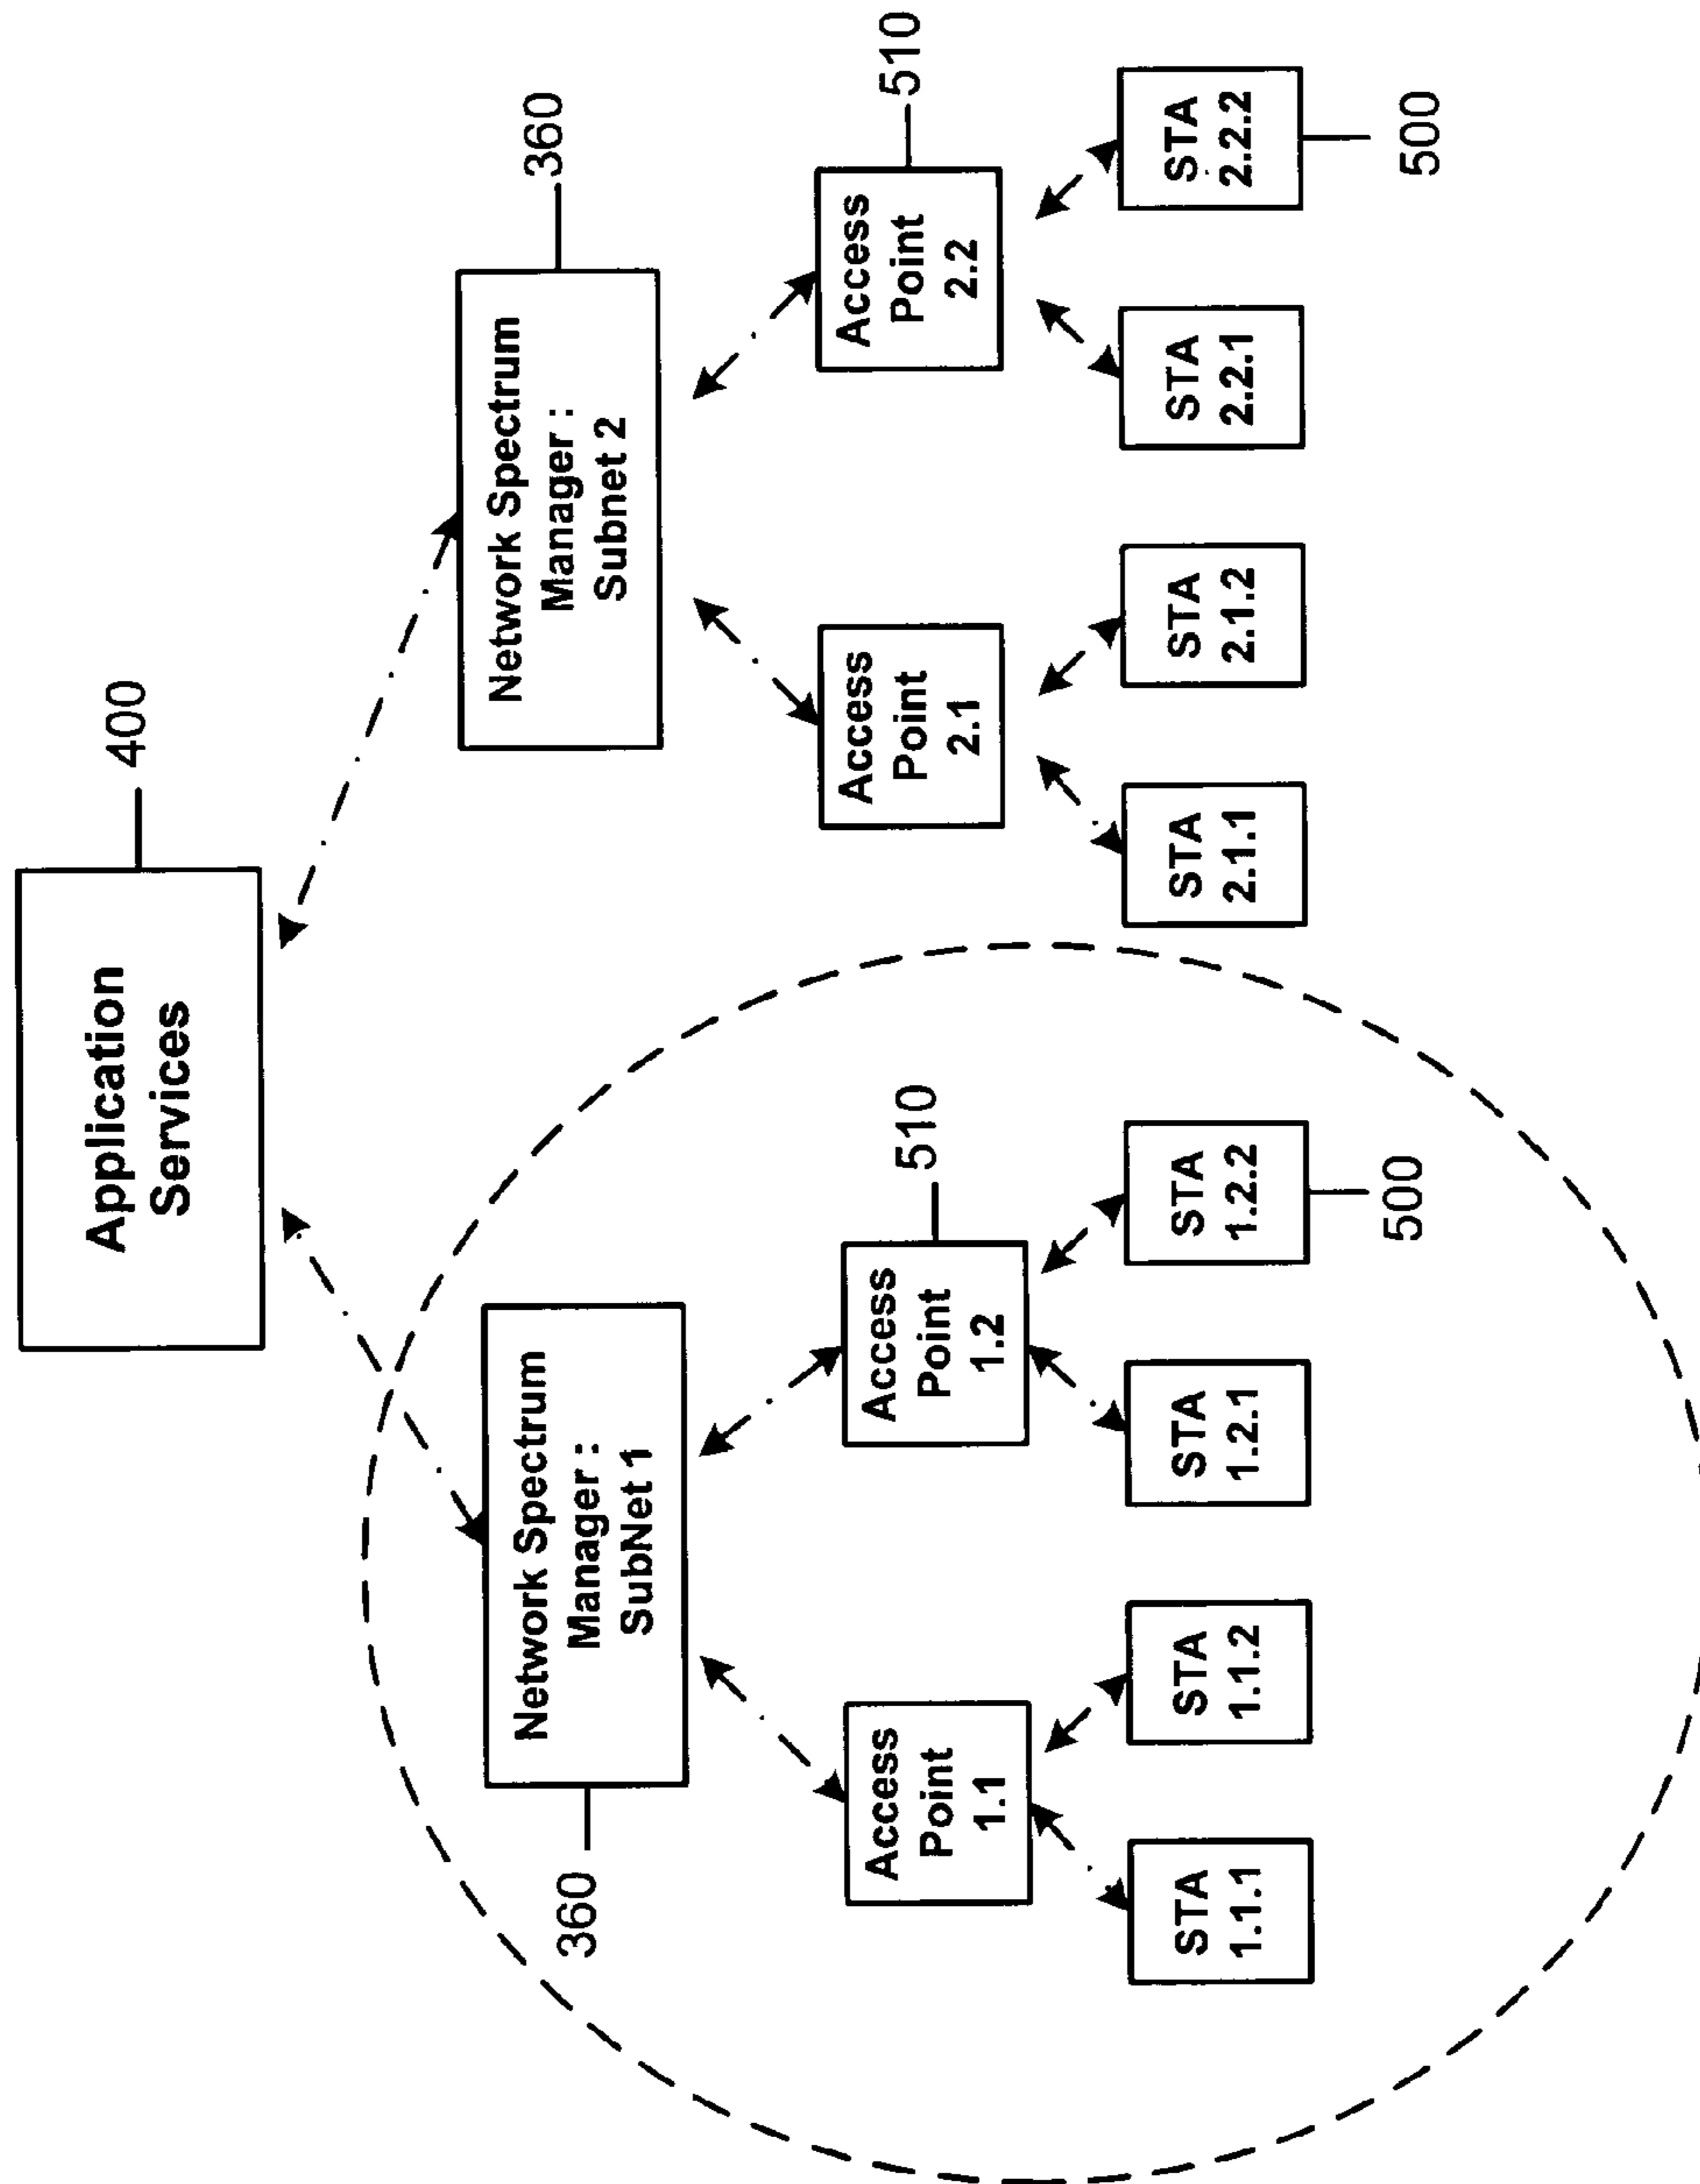 Application
Services
400
Network Spectrum
Manager:
SubNet 1
360
Network Spectrum
Manager:
Subnet 2
360
Access
Point
1.1
Access
Point
1.2
510
Access
Point
2.1
Access
Point
2.2
510
STA
1.1.1
STA
1.1.2
STA
1.2.1
STA
1.2.2
500
STA
2.1.1
STA
2.1.2
STA
2.2.1
STA
2.2.2
500